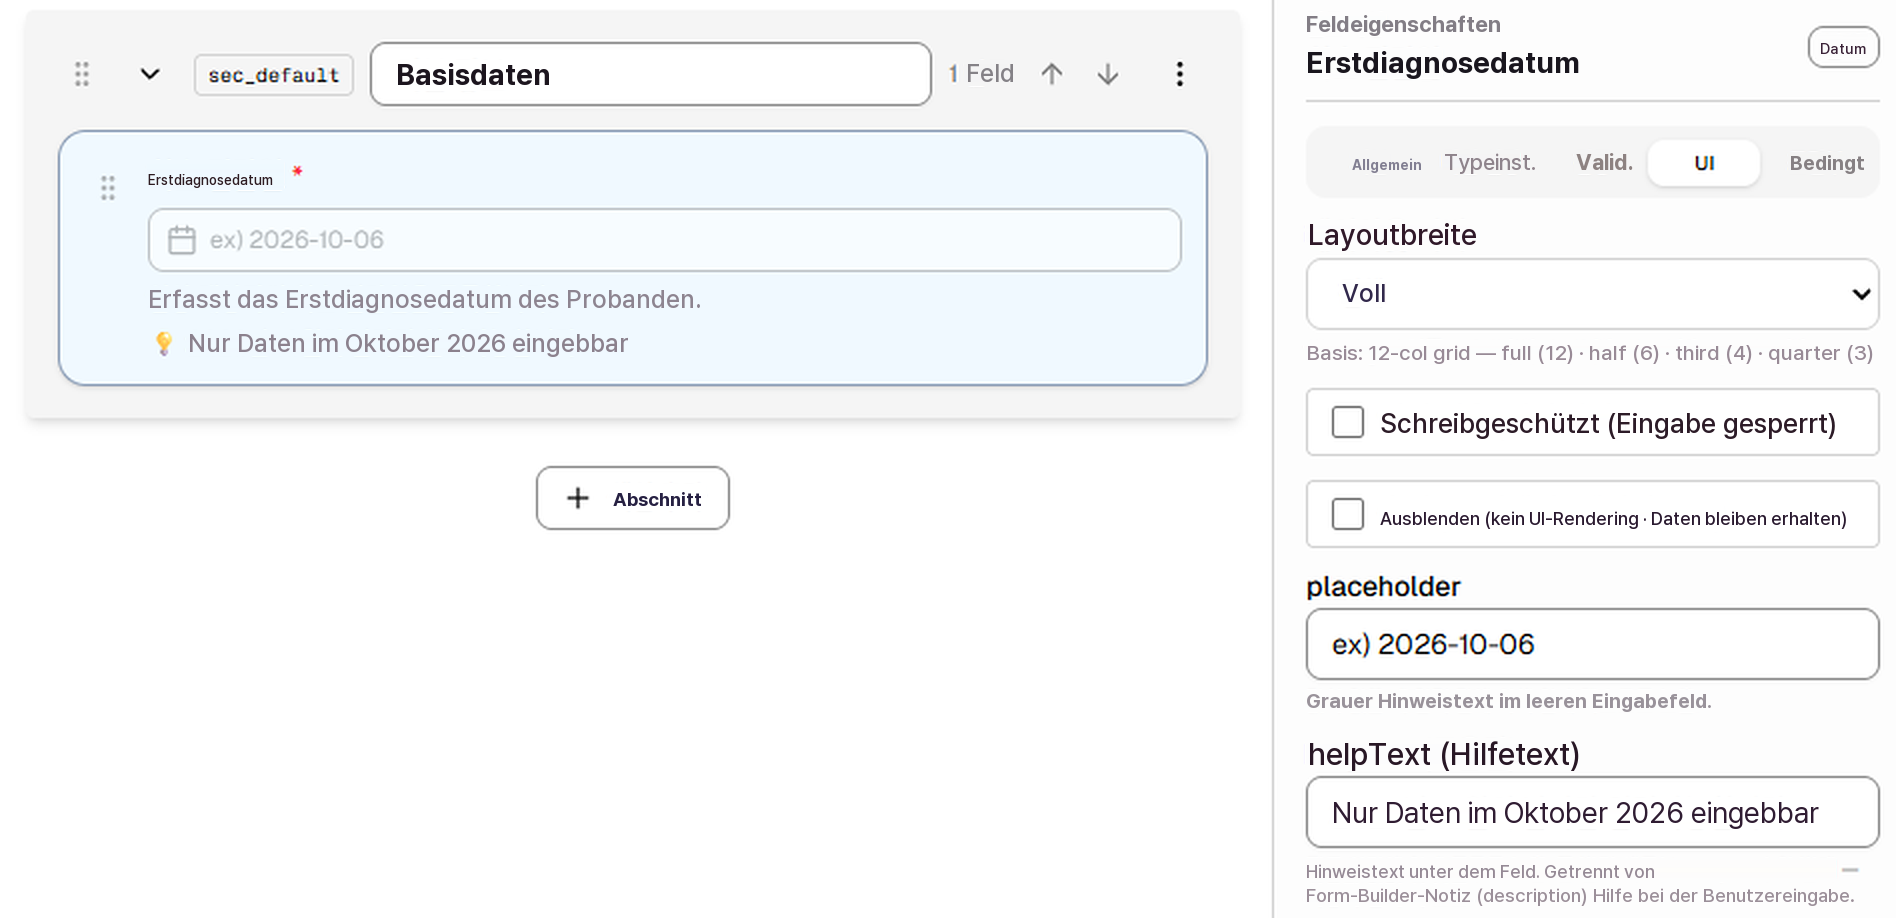 sec_default
Basisdaten
1 Feld
Erstdiagnosedatum *
ex) 2026-10-06
Erfasst das Erstdiagnosedatum des Probanden.
Nur Daten im Oktober 2026 eingebbar
+ Abschnitt
Feldeigenschaften
Erstdiagnosedatum
Datum
Allgemein Typeinst. Valid. UI Bedingt
Layoutbreite
Voll
Basis: 12-col grid — full (12) · half (6) · third (4) · quarter (3)
Schreibgeschützt (Eingabe gesperrt)
Ausblenden (kein UI-Rendering · Daten bleiben erhalten)
placeholder
ex) 2026-10-06
Grauer Hinweistext im leeren Eingabefeld.
helpText (Hilfetext)
Nur Daten im Oktober 2026 eingebbar
Hinweistext unter dem Feld. Getrennt von
Form-Builder-Notiz (description) Hilfe bei der Benutzereingabe.